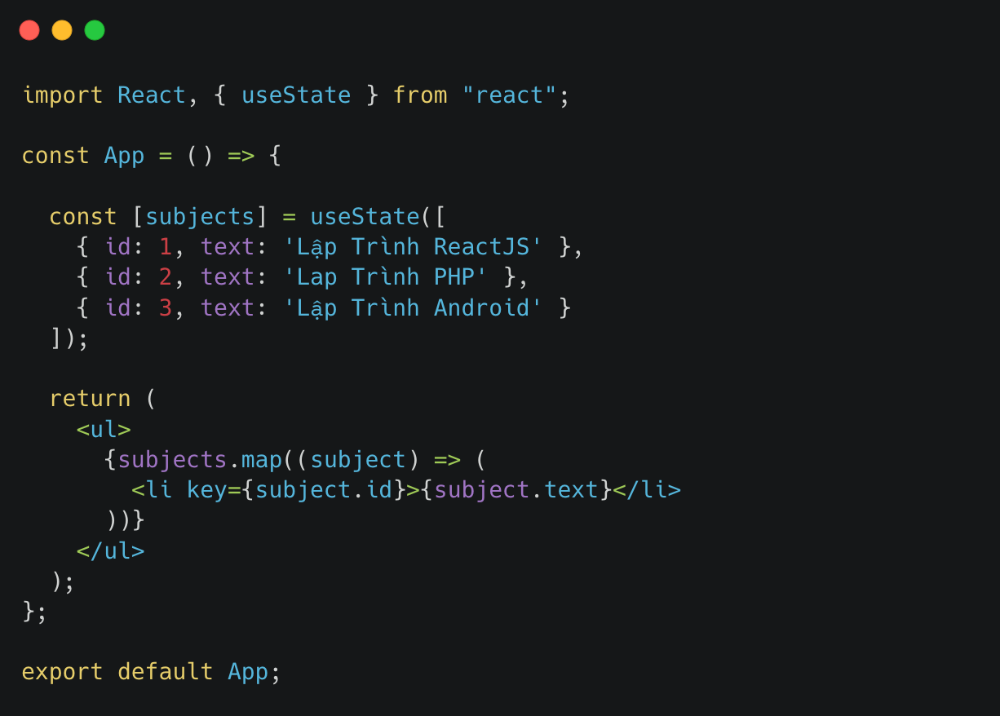 import React, { useState } from "react";
const App = () => {
const [subjects] = useState([
{ id: 1, text: 'Lập Trình ReactJS' },
{ id: 2, text: 'Lap Trình PHP' },
{ id: 3, text: 'Lập Trình Android' }
]);
return (
<ul>
{subjects.map((subject) => (
<li key={subject.id}>{subject.text}</li>
))}
</ul>
);
};
export default App;